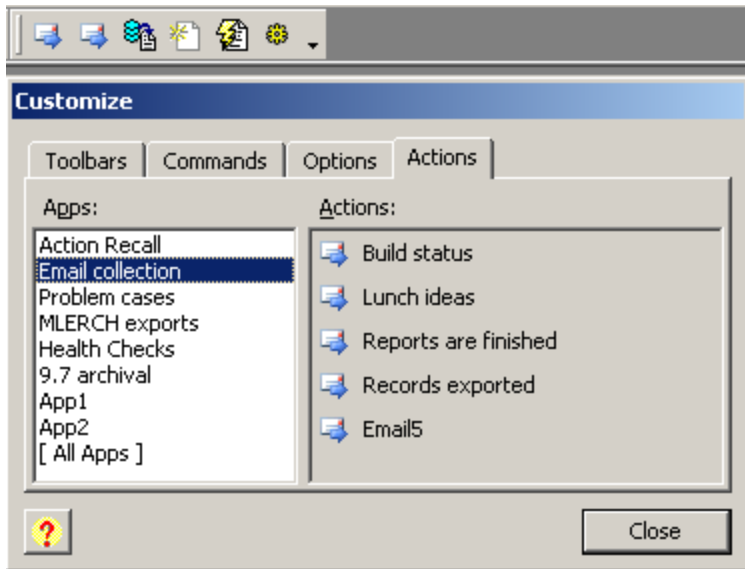 Customize
Toolbars Commands Options Actions
Apps: Actions:
Action Recall
Email collection
Problem cases
MLERCH exports
Health Checks
9.7 archival
App1
App2
[ All Apps ]
Build status
Lunch ideas
Reports are finished
Records exported
Email5
? Close